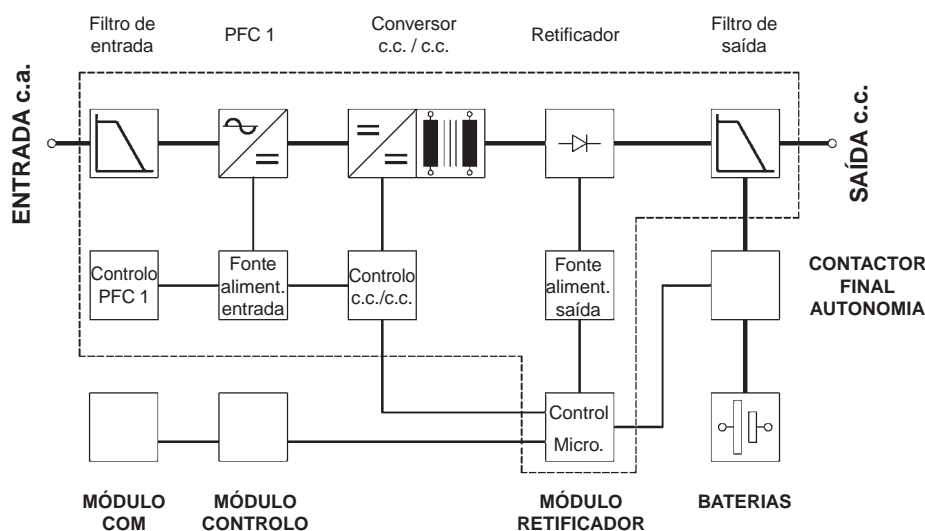 Filtro de
entrada
PFC 1
Conversor
c.c. / c.c.
Retificador
Filtro de
saída
ENTRADA c.a.
SAÍDA c.c.
Controlo
PFC 1
Fonte
aliment.
entrada
Controlo
c.c./c.c.
Fonte
aliment.
saída
CONTACTOR
FINAL
AUTONOMIA
Control
Micro.
MÓDULO
COM
MÓDULO
CONTROLO
MÓDULO
RETIFICADOR
BATERIAS